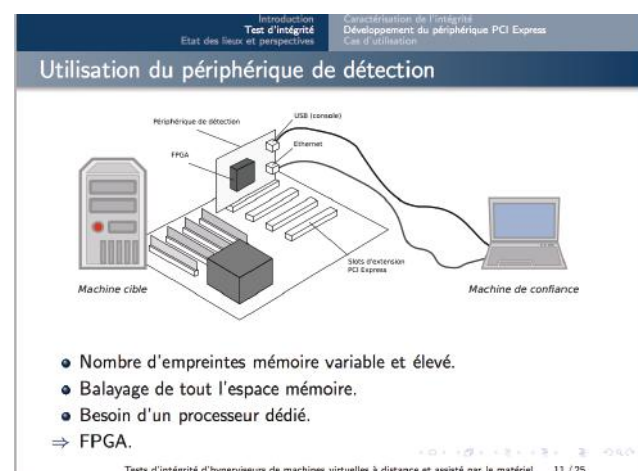 Introduction
Test d'intégrité
Etat des lieux et perspectives
Caractérisation de l'intégrité
Développement du périphérique PCI Express
Cas d'utilisation
Utilisation du périphérique de détection
Périphérique de détection
USB (console)
FPGA
Ethernet
Slots d'extension
PCI Express
Machine cible
Machine de confiance
Nombre d'empreintes mémoire variable et élevé.
Balayage de tout l'espace mémoire.
Besoin d'un processeur dédié.
⇒ FPGA.
Tests d'intégrité d'hyperviseurs de machines virtuelles à distance et assisté par le matériel 11 / 25